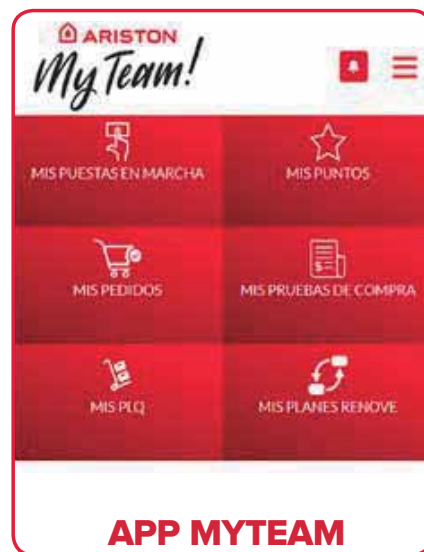 ARISTON
My Team!
MIS PUESTAS EN MARCHA
MIS PUNTOS
MIS PEDIDOS
MIS PRUEBAS DE COMPRA
MIS PLQ
MIS PLANES RENOVE
APP MYTEAM